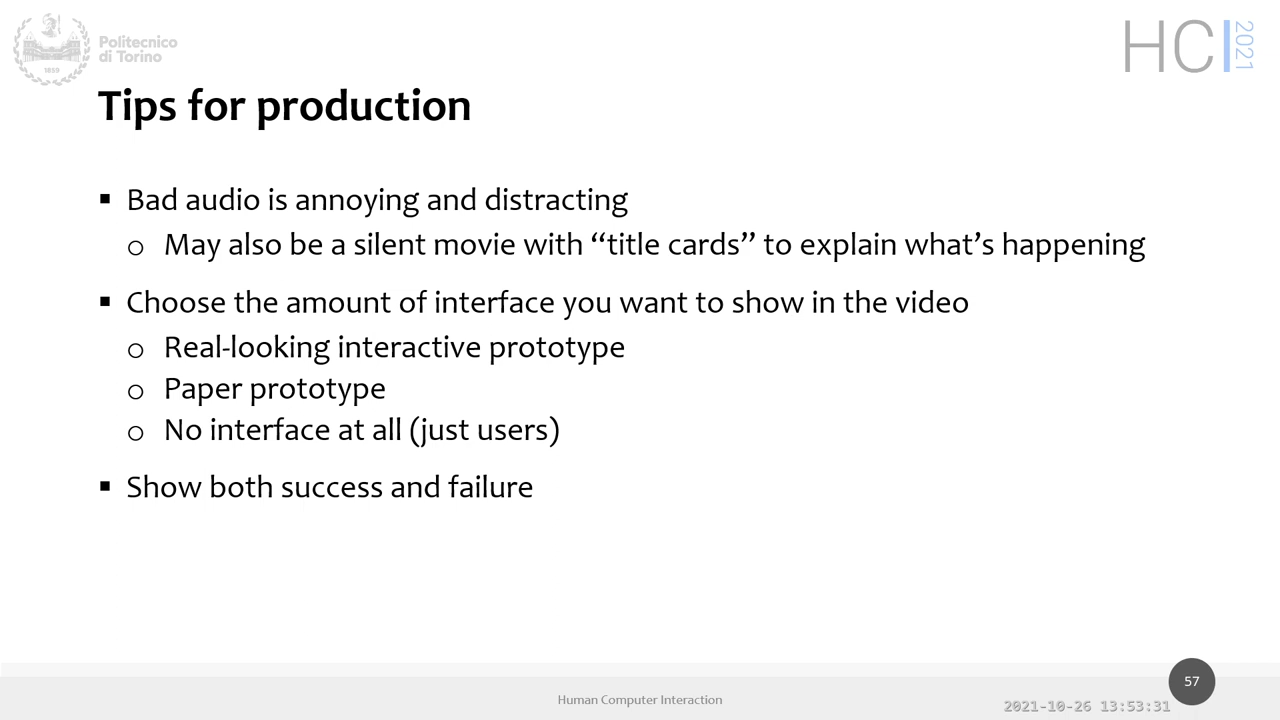 Politecnico
di Torino
1859
HCI 2021
Tips for production
▪ Bad audio is annoying and distracting
o May also be a silent movie with “title cards” to explain what’s happening
▪ Choose the amount of interface you want to show in the video
o Real-looking interactive prototype
o Paper prototype
o No interface at all (just users)
▪ Show both success and failure
57
Human Computer Interaction
2021-10-26 13:53:31